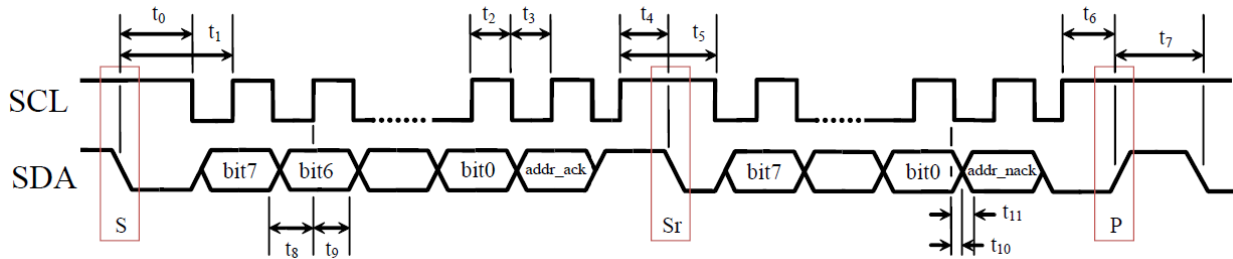 t0 t2 t3 t4 t6
t1 t5 t7
SCL
SDA bit7 bit6 bit0 addr_ack bit7 bit0 addr_nack
S Sr t11 P
t8 t9 t10